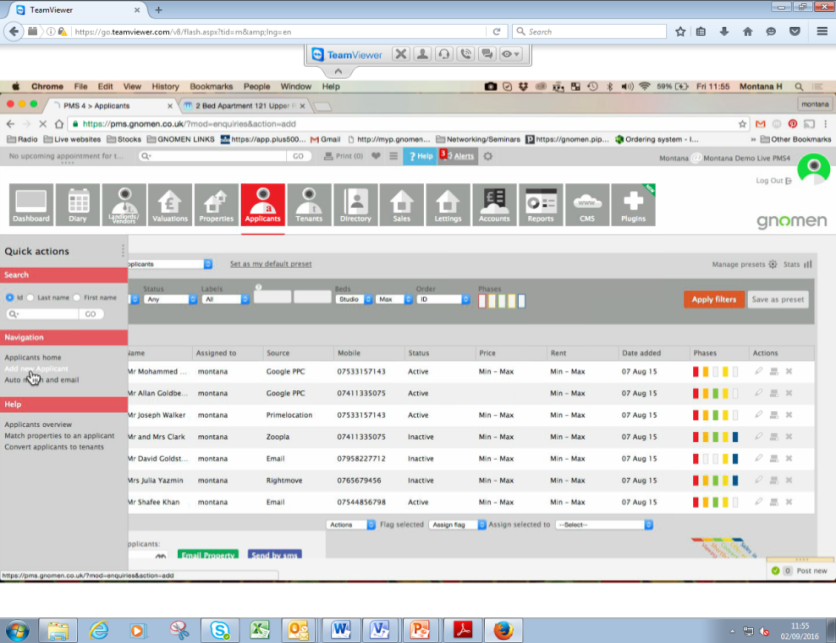 TeamViewer
https://go.teamviewer.com/v6/flash.aspx?tid=m&amp;lng=en
Search
TeamViewer
Chrome File Edit View History Bookmarks People Window Help
59% Fri 11:55 Montana H
PMS 4 > Applicants
2 Bed Apartment 121 Upper
montana
https://pms.gnomen.co.uk/?mod=enquiries&action=add
Radio Live websites Stocks GNOMEN LINKS https://app.plus500... Gmail http://myp.gnomen... Networking/Seminars https://gnomen.pip... Ordering system - I... » Other Bookmarks
No upcoming appointment for t...
GO
Print (0)
? Help
3 Alerts
Montana Montana Demo Live PMS4
Log Out
Dashboard Diary Landlords/Vendors Valuations Properties Applicants Tenants Directory Sales Lettings Accounts Reports CMS Plugins
gnomen
Quick actions
Search
Id Last name First name
GO
Navigation
Applicants home
Add new Applicant
Auto match and email
Help
Applicants overview
Match properties to an applicant
Convert applicants to tenants
pplicants
Set as my default preset
Manage presets Stats
Status Labels Beds Order Phases
Any All Studio Max ID
Apply filters Save as preset
ame Assigned to Source Mobile Status Price Rent Date added Phases Actions
Mr Mohammed ... montana Google PPC 07533157143 Active Min – Max Min – Max 07 Aug 15
Mr Allan Goldbe... montana Google PPC 07411335075 Active Min – Max 07 Aug 15
Mr Joseph Walker montana Primelocation 07533157143 Active Min – Max Min – Max 07 Aug 15
Mr and Mrs Clark montana Zoopla 07411335075 Inactive Min – Max Min – Max 07 Aug 15
Mr David Goldst... montana Email 07958227712 Inactive Min – Max Min – Max 07 Aug 15
Mrs Julia Yazmin montana Rightmove 0765679456 Inactive Min – Max Min – Max 07 Aug 15
Mr Shafee Khan montana Email 07544856798 Active Min – Max Min – Max 07 Aug 15
Actions Flag selected Assign flag Assign selected to --Select--
pplicants:
Email Property Send by sms
https://pms.gnomen.co.uk/?mod=enquiries&action=add
0 Post new
11:55
02/09/2016